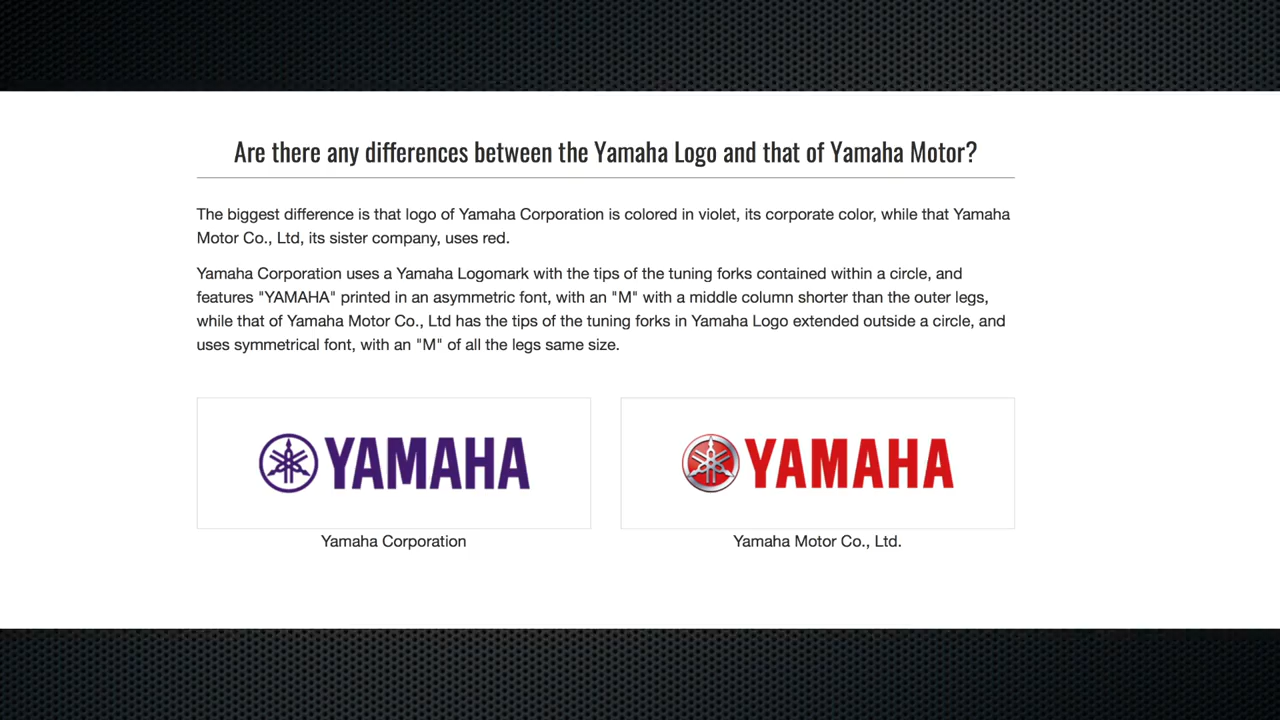 Are there any differences between the Yamaha Logo and that of Yamaha Motor?
The biggest difference is that logo of Yamaha Corporation is colored in violet, its corporate color, while that Yamaha
Motor Co., Ltd, its sister company, uses red.
Yamaha Corporation uses a Yamaha Logomark with the tips of the tuning forks contained within a circle, and
features "YAMAHA" printed in an asymmetric font, with an "M" with a middle column shorter than the outer legs,
while that of Yamaha Motor Co., Ltd has the tips of the tuning forks in Yamaha Logo extended outside a circle, and
uses symmetrical font, with an "M" of all the legs same size.
YAMAHA
YAMAHA
Yamaha Corporation
Yamaha Motor Co., Ltd.